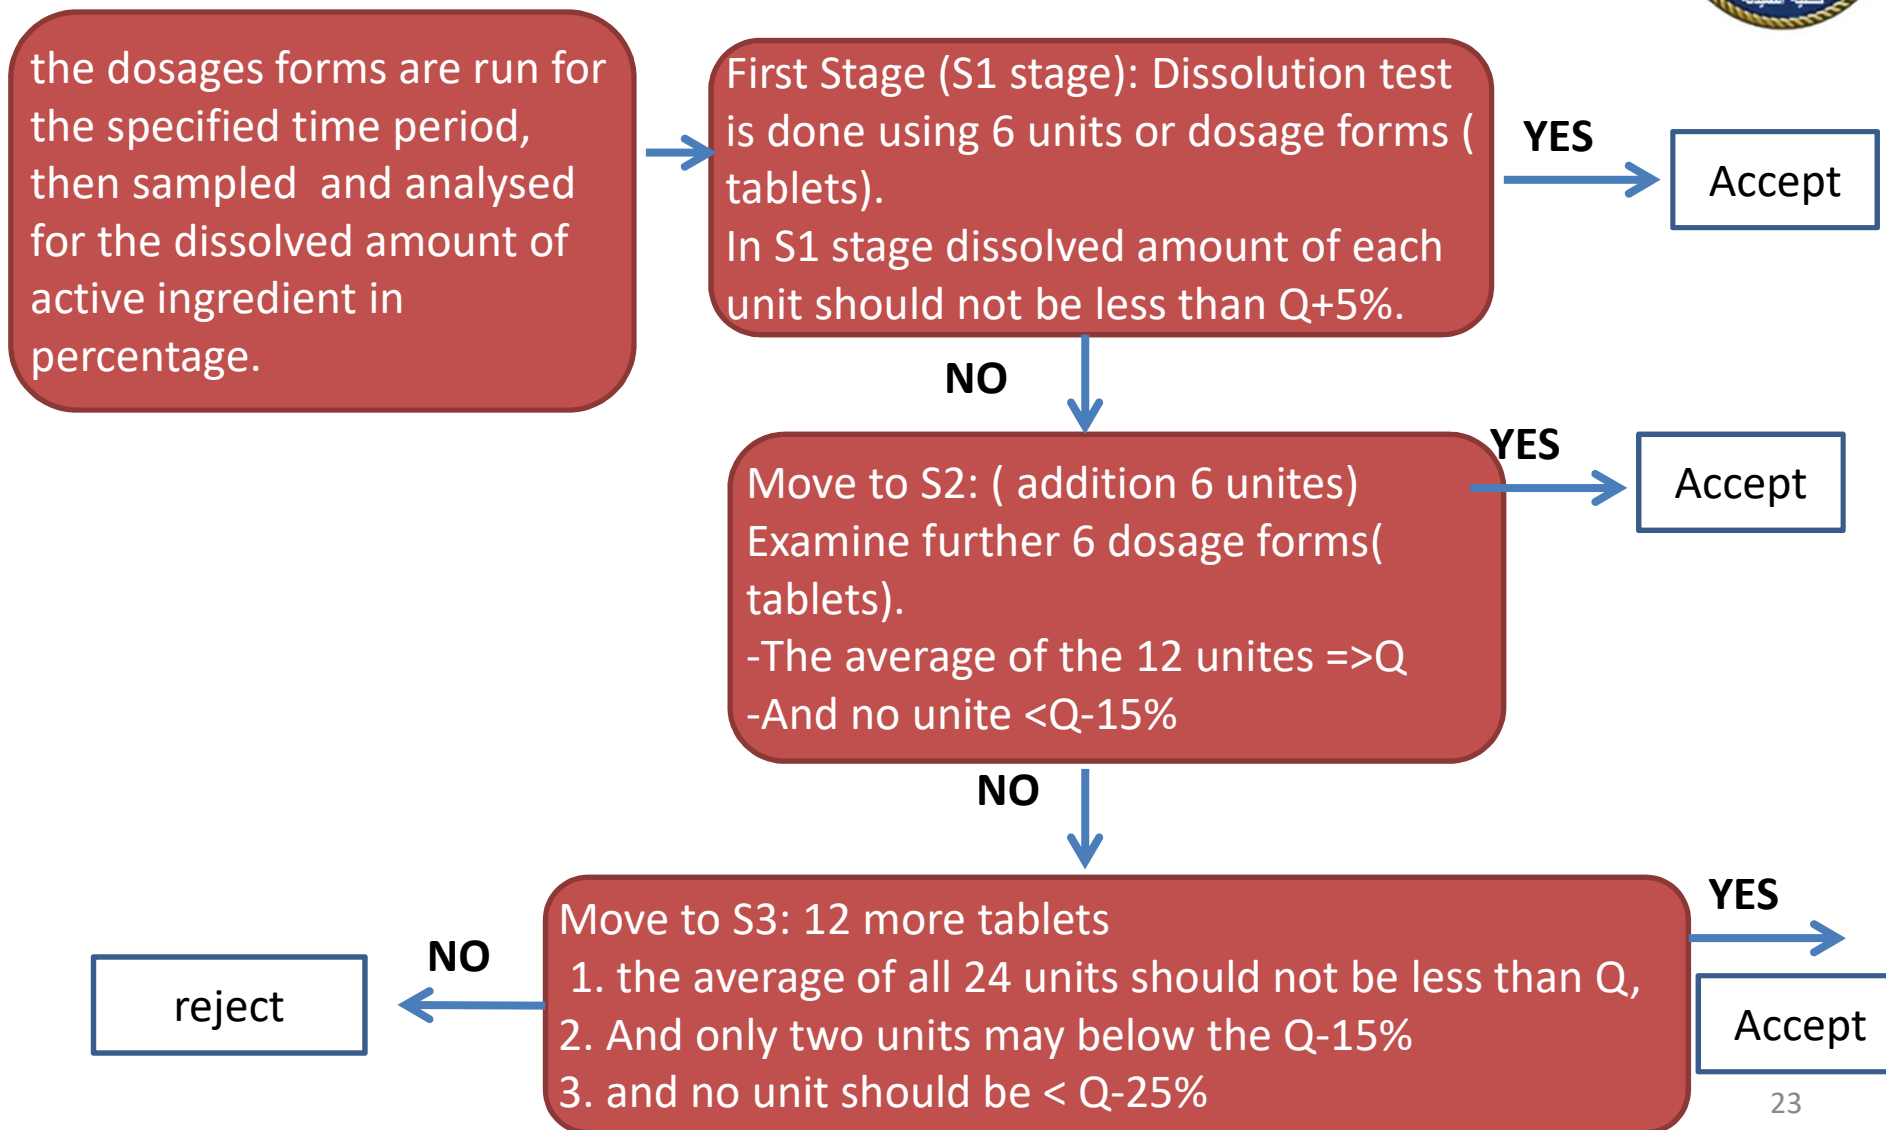 the dosages forms are run for
the specified time period,
then sampled and analysed
for the dissolved amount of
active ingredient in
percentage.
First Stage (S1 stage): Dissolution test
is done using 6 units or dosage forms (
tablets).
In S1 stage dissolved amount of each
unit should not be less than Q+5%.
YES
Accept
NO
Move to S2: ( addition 6 unites)
Examine further 6 dosage forms(
tablets).
-The average of the 12 unites =>Q
-And no unite <Q-15%
YES
Accept
NO
Move to S3: 12 more tablets
1. the average of all 24 units should not be less than Q,
2. And only two units may below the Q-15%
3. and no unit should be < Q-25%
YES
Accept
NO
reject
23